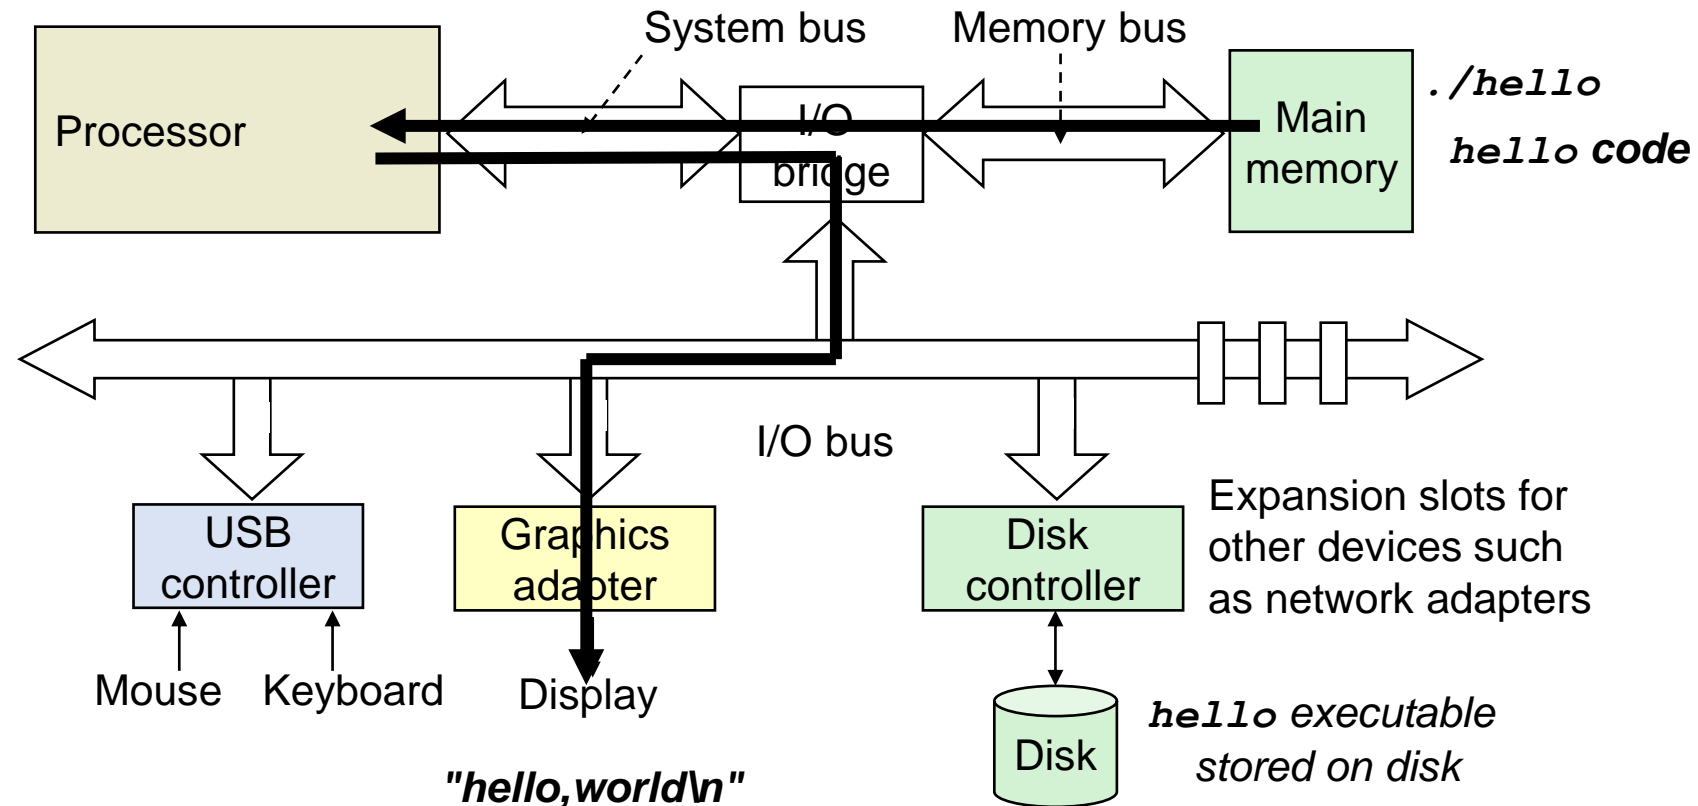 System bus
Memory bus
Processor
I/O
bridge
Main
memory
./hello
hello code
I/O bus
USB
controller
Graphics
adapter
Disk
controller
Expansion slots for
other devices such
as network adapters
Mouse
Keyboard
Display
Disk
hello executable
stored on disk
"hello,world\n"